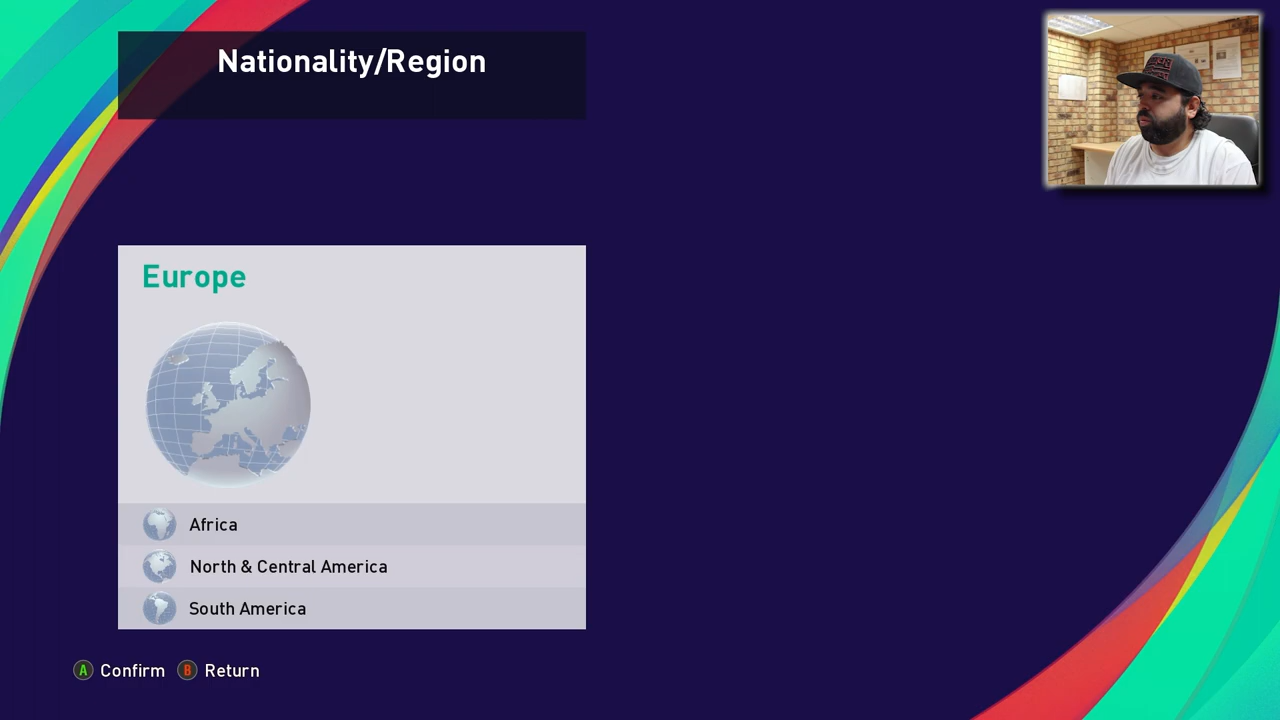 Nationality/Region
Europe
Africa
North & Central America
South America
A Confirm B Return